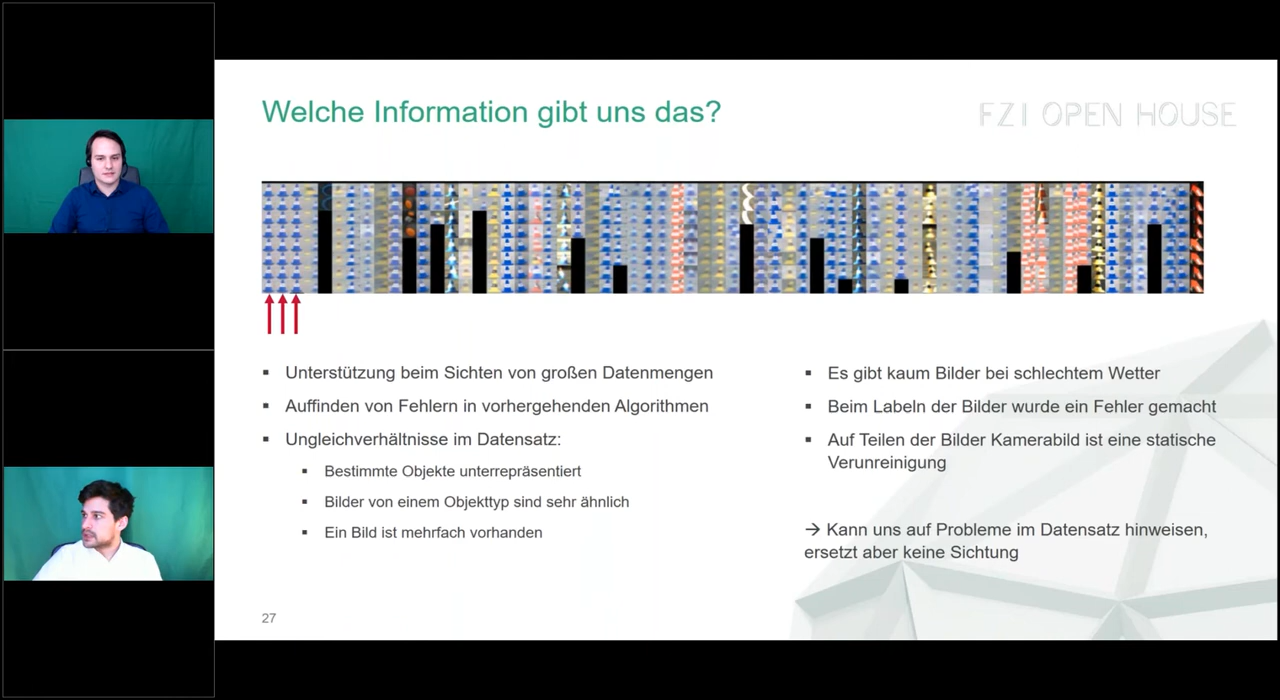 Welche Information gibt uns das?
FZI OPEN HOUSE
▪ Unterstützung beim Sichten von großen Datenmengen
▪ Auffinden von Fehlern in vorhergehenden Algorithmen
▪ Ungleichverhältnisse im Datensatz:
▪ Bestimmte Objekte unterrepräsentiert
▪ Bilder von einem Objekttyp sind sehr ähnlich
▪ Ein Bild ist mehrfach vorhanden
▪ Es gibt kaum Bilder bei schlechtem Wetter
▪ Beim Labeln der Bilder wurde ein Fehler gemacht
▪ Auf Teilen der Bilder Kamerabild ist eine statische
Verunreinigung
→ Kann uns auf Probleme im Datensatz hinweisen,
ersetzt aber keine Sichtung
27